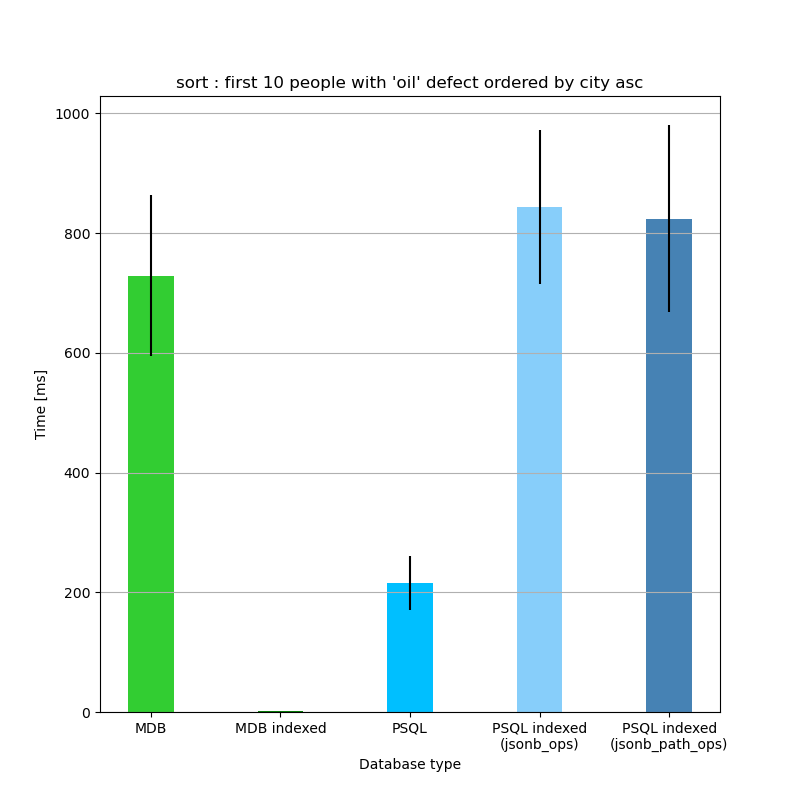 sort : first 10 people with 'oil' defect ordered by city asc
1000
800
600
400
200
0
Time [ms]
MDB
MDB indexed
PSQL
PSQL indexed
(jsonb_ops)
PSQL indexed
(jsonb_path_ops)
Database type